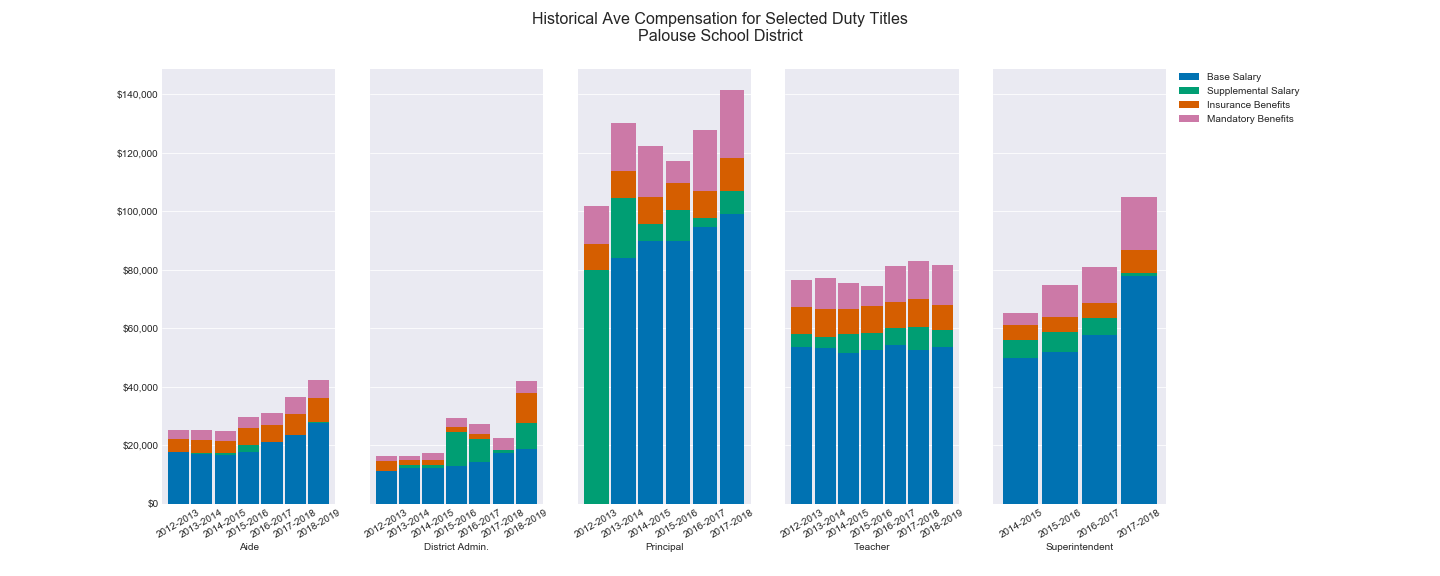 Historical Ave Compensation for Selected Duty Titles
Palouse School District
Base Salary
Supplemental Salary
Insurance Benefits
Mandatory Benefits
$140,000
$120,000
$100,000
$80,000
$60,000
$40,000
$20,000
$0
2012-2013 2013-2014 2014-2015 2015-2016 2016-2017 2017-2018 2018-2019
Aide
2012-2013 2013-2014 2014-2015 2015-2016 2016-2017 2017-2018 2018-2019
District Admin.
2012-2013 2013-2014 2014-2015 2015-2016 2016-2017 2017-2018
Principal
2012-2013 2013-2014 2014-2015 2015-2016 2016-2017 2017-2018 2018-2019
Teacher
2014-2015 2015-2016 2016-2017 2017-2018
Superintendent